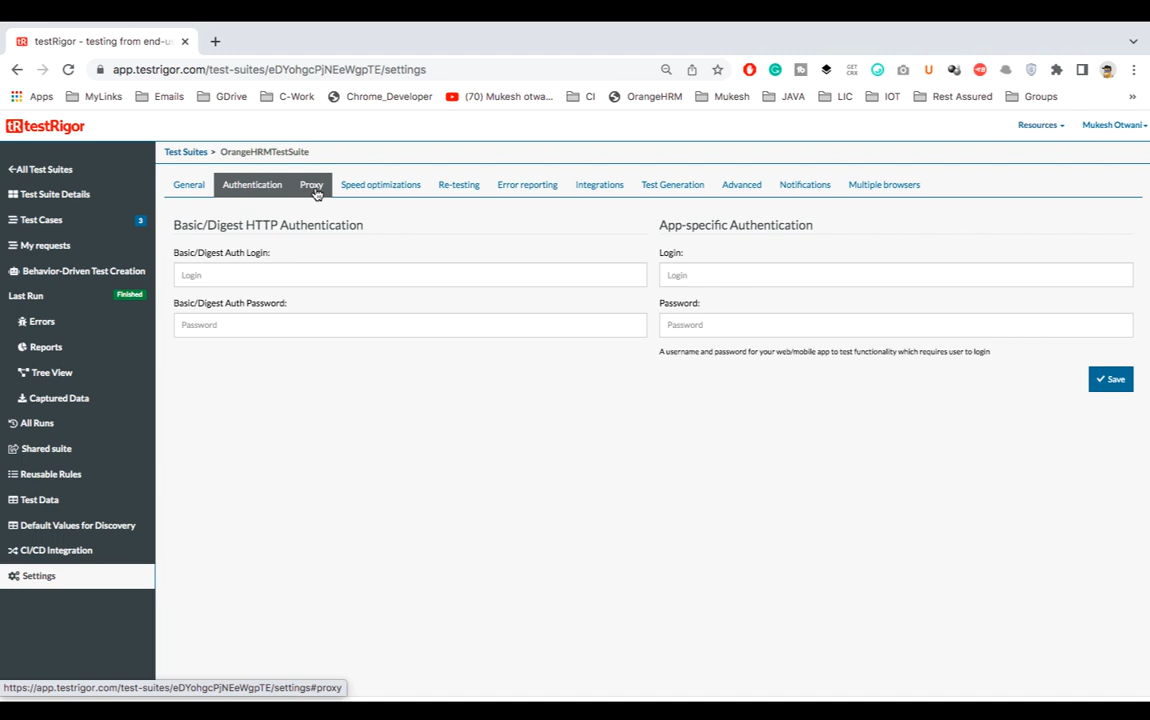 testRigor - testing from end-us
app.testrigor.com/test-suites/eDYohgcPjNEeWgpTE/settings
Apps MyLinks Emails GDrive C-Work Chrome_Developer (70) Mukesh otwa... CI OrangeHRM Mukesh JAVA LIC IOT Rest Assured Groups »
tR testRigor
Resources
Mukesh Otwani
All Test Suites
Test Suite Details
Test Cases 3
My requests
Behavior-Driven Test Creation
Last Run Finished
Errors
Reports
Tree View
Captured Data
All Runs
Shared suite
Reusable Rules
Test Data
Default Values for Discovery
CI/CD Integration
Settings
Test Suites > OrangeHRMTestSuite
General Authentication Proxy Speed optimizations Re-testing Error reporting Integrations Test Generation Advanced Notifications Multiple browsers
Basic/Digest HTTP Authentication
Basic/Digest Auth Login:
Login
Basic/Digest Auth Password:
Password
App-specific Authentication
Login:
Login
Password:
Password
A username and password for your web/mobile app to test functionality which requires user to login
Save
https://app.testrigor.com/test-suites/eDYohgcPjNEeWgpTE/settings#proxy